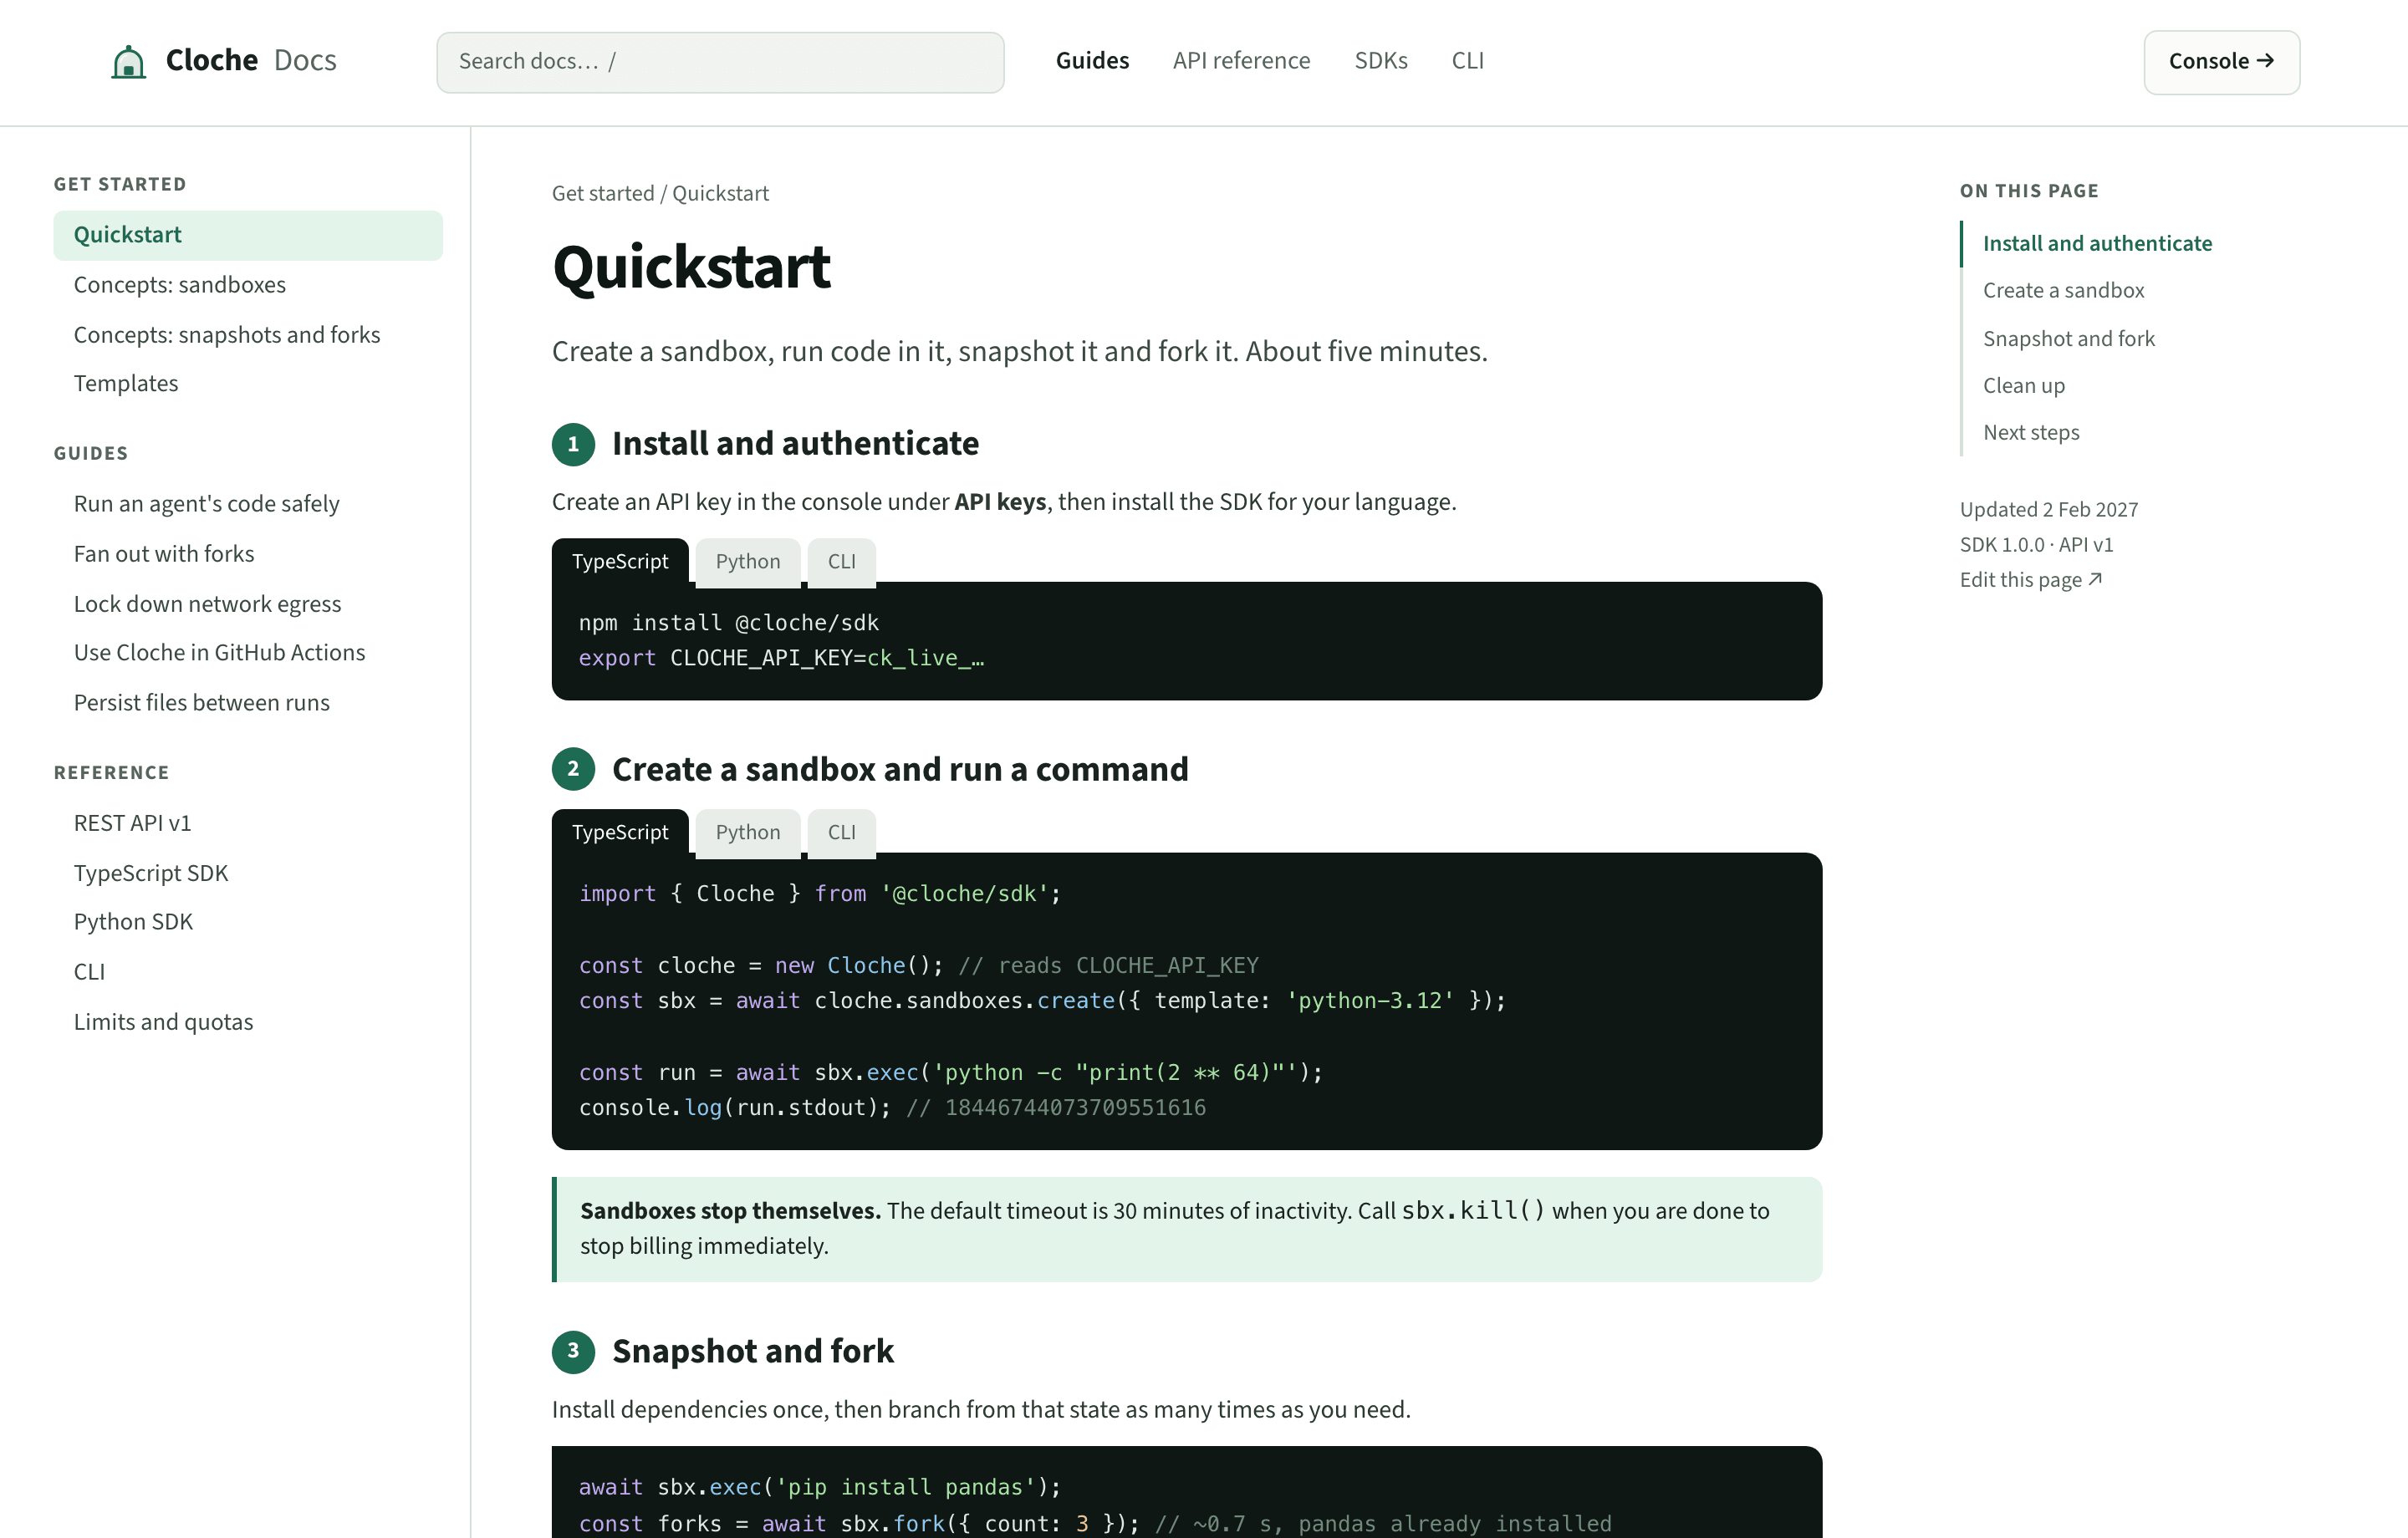 Cloche Docs
Search docs… /
Guides
API reference
SDKs
CLI
Console →
GET STARTED
Quickstart
Concepts: sandboxes
Concepts: snapshots and forks
Templates
GUIDES
Run an agent's code safely
Fan out with forks
Lock down network egress
Use Cloche in GitHub Actions
Persist files between runs
REFERENCE
REST API v1
TypeScript SDK
Python SDK
CLI
Limits and quotas
Get started / Quickstart
Quickstart
Create a sandbox, run code in it, snapshot it and fork it. About five minutes.
1 Install and authenticate
Create an API key in the console under API keys, then install the SDK for your language.
TypeScript
Python
CLI
npm install @cloche/sdk
export CLOCHE_API_KEY=ck_live_…
2 Create a sandbox and run a command
TypeScript
Python
CLI
import { Cloche } from '@cloche/sdk';
const cloche = new Cloche(); // reads CLOCHE_API_KEY
const sbx = await cloche.sandboxes.create({ template: 'python-3.12' });
const run = await sbx.exec('python -c "print(2 ** 64)"');
console.log(run.stdout); // 18446744073709551616
Sandboxes stop themselves. The default timeout is 30 minutes of inactivity. Call sbx.kill() when you are done to
stop billing immediately.
3 Snapshot and fork
Install dependencies once, then branch from that state as many times as you need.
await sbx.exec('pip install pandas');
const forks = await sbx.fork({ count: 3 }); // ~0.7 s, pandas already installed
ON THIS PAGE
Install and authenticate
Create a sandbox
Snapshot and fork
Clean up
Next steps
Updated 2 Feb 2027
SDK 1.0.0 · API v1
Edit this page ↗